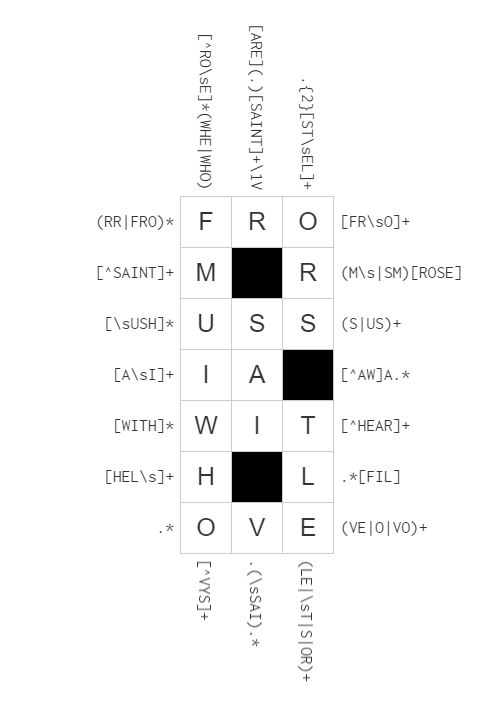 [^RO\sE]*(WHE|WHO)
[ARE](.)[SAINT]+\1V
.{2}[ST\sEL]+
(RR|FRO)* F R O [FR\sO]+
[^SAINT]+ M R (M\s|SM)[ROSE]
[\sUSH]* U S S (S|US)+
[A\sI]+ I A [^AW]A.*
[WITH]* W I T [^HEAR]+
[HEL\s]+ H L .*[FIL]
.* O V E (VE|O|VO)+
[^VYS]+
.(\sSAI).*
(LE|\sT|S|OR)+